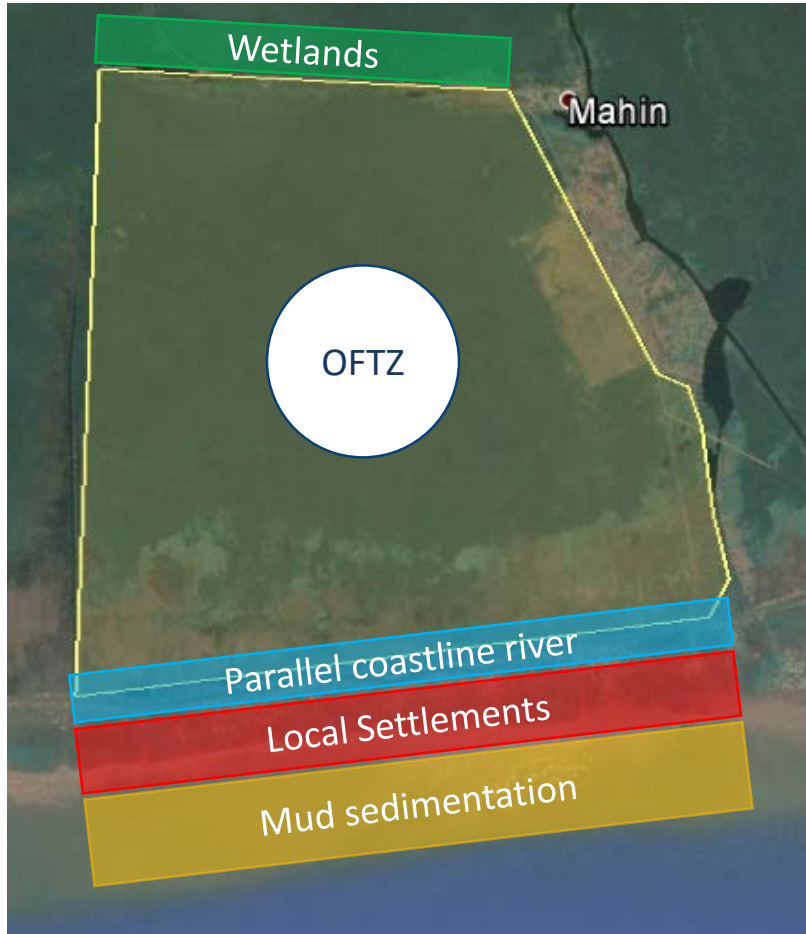 Wetlands
Mahin
OFTZ
Parallel coastline river
Local Settlements
Mud sedimentation